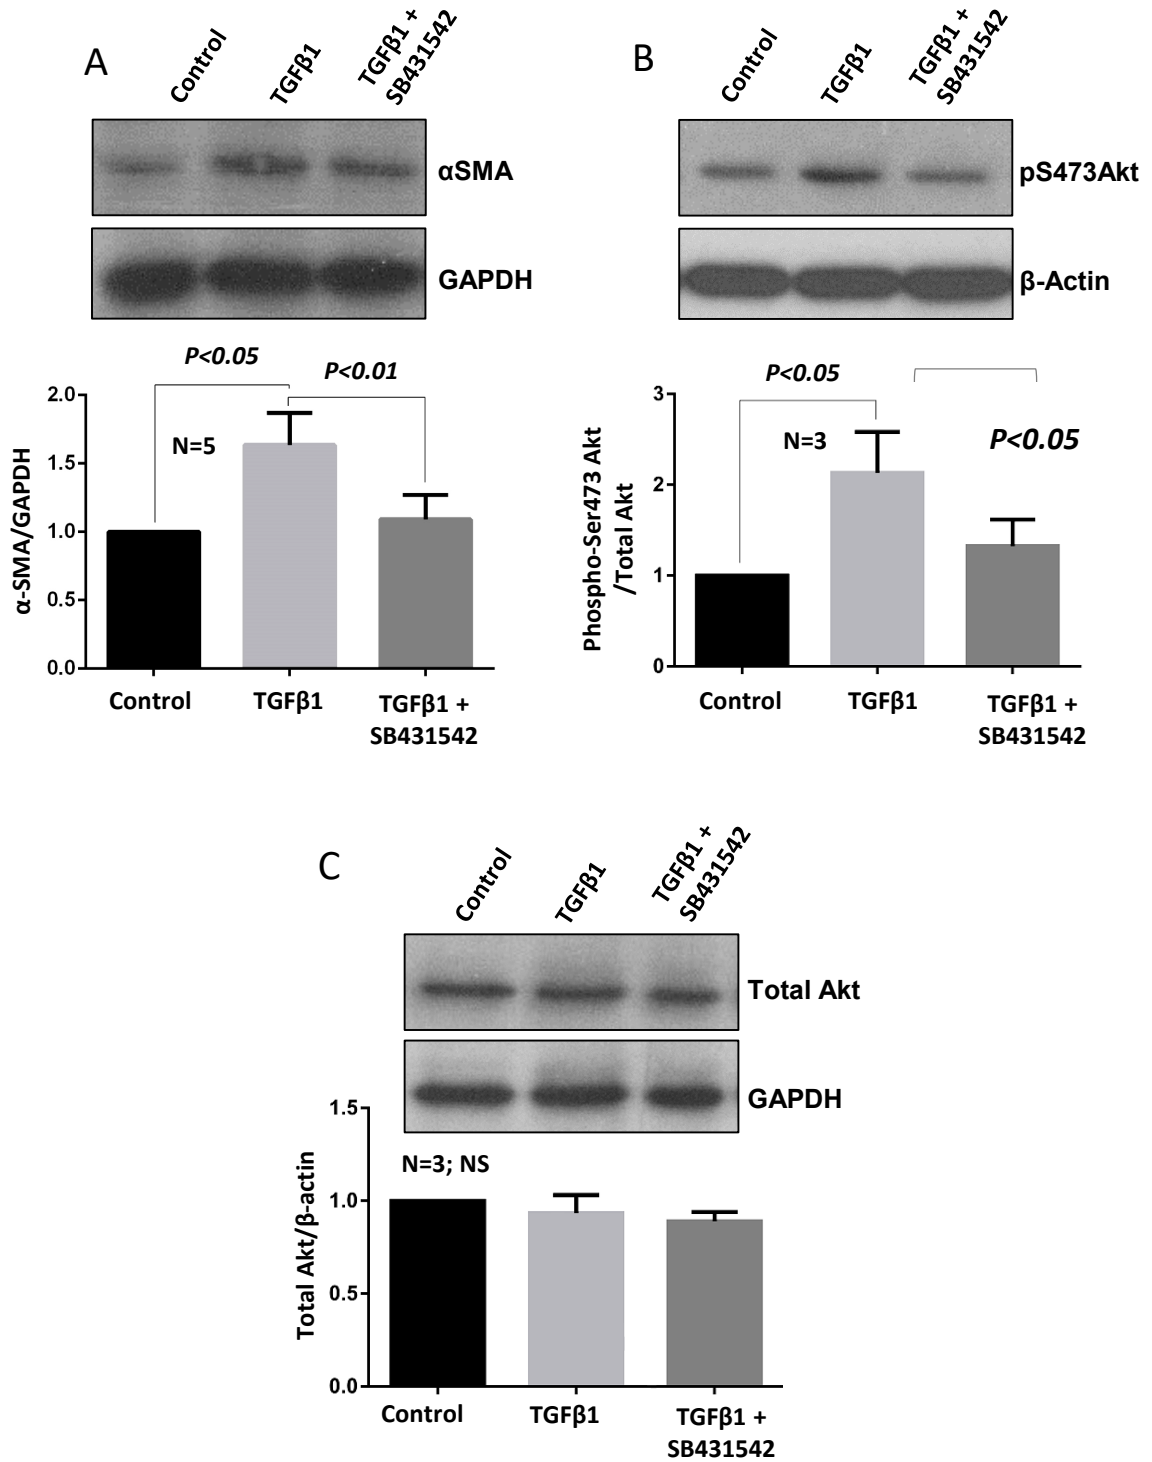 A
Control
TGFβ1
TGFβ1 +
SB431542
αSMA
GAPDH
P<0.05
P<0.01
N=5
α-SMA/GAPDH
2.0
1.5
1.0
0.5
0.0
Control
TGFβ1
TGFβ1 +
SB431542
B
Control
TGFβ1
TGFβ1 +
SB431542
pS473Akt
β-Actin
P<0.05
N=3
P<0.05
Phospho-Ser473 Akt
/Total Akt
3
2
1
0
Control
TGFβ1
TGFβ1 +
SB431542
C
Control
TGFβ1
TGFβ1 +
SB431542
Total Akt
GAPDH
N=3; NS
Total Akt/β-actin
1.5
1.0
0.5
0.0
Control
TGFβ1
TGFβ1 +
SB431542